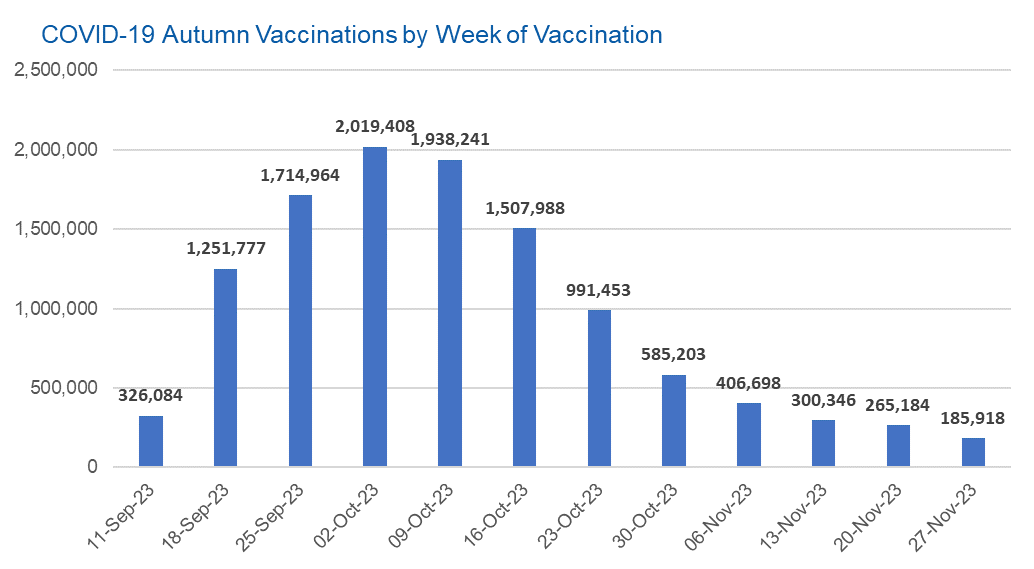 COVID-19 Autumn Vaccinations by Week of Vaccination
2,500,000
2,000,000
1,500,000
1,000,000
500,000
0
326,084
1,251,777
1,714,964
2,019,408
1,938,241
1,507,988
991,453
585,203
406,698
300,346
265,184
185,918
11-Sep-23
18-Sep-23
25-Sep-23
02-Oct-23
09-Oct-23
16-Oct-23
23-Oct-23
30-Oct-23
06-Nov-23
13-Nov-23
20-Nov-23
27-Nov-23